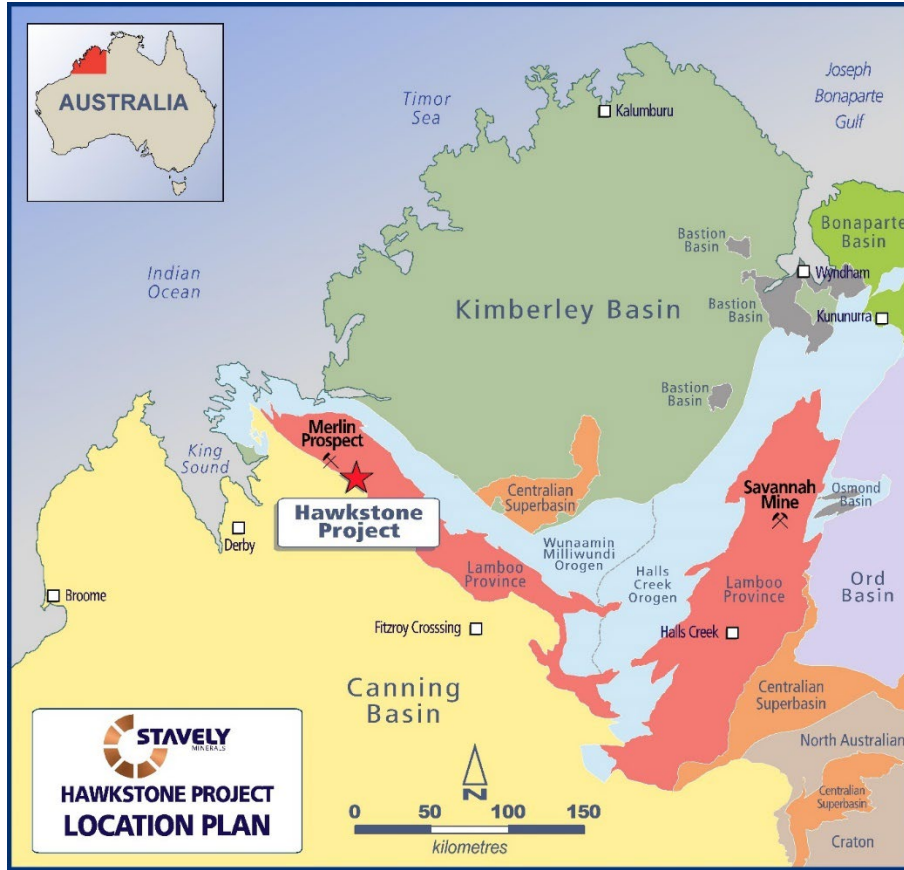 AUSTRALIA
Timor
Sea
Joseph
Bonaparte
Gulf
Kalumburu
Indian
Ocean
Bonaparte
Basin
Bastion
Basin
Wyndham
Kimberley Basin
Bastion
Basin
Kununurra
Bastion
Basin
King
Sound
Merlin
Prospect
Hawkstone
Project
Centralian
Superbasin
Savannah
Mine
Osmond
Basin
Derby
Wunaamin
Milliwundi
Orogen
Halls
Creek
Orogen
Lamboo
Province
Lamboo
Province
Ord
Basin
Broome
Fitzroy Crosssing
Halls Creek
Canning
Basin
Centralian
Superbasin
North Australian
Centralian
Superbasin
Craton
STAVELY
MINERALS
HAWKSTONE PROJECT
LOCATION PLAN
N
0 50 100 150
kilometres